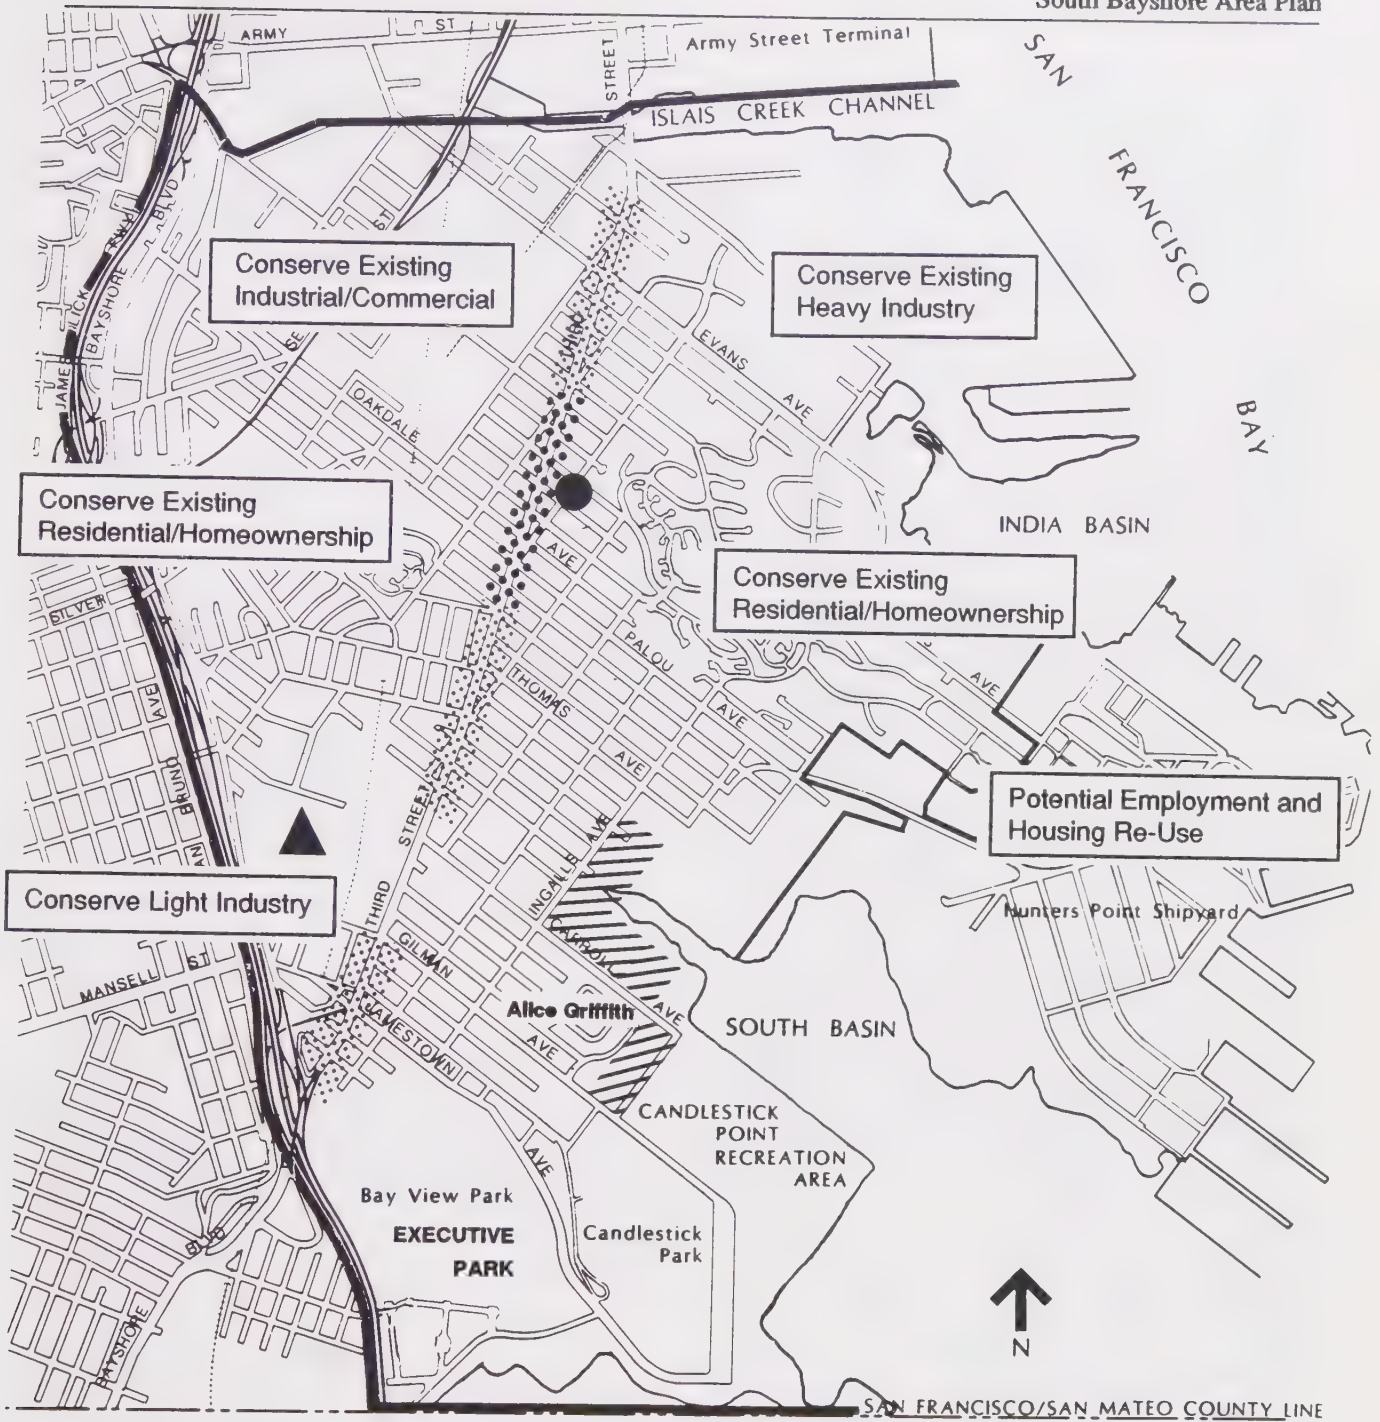 South Bayshore Area Plan
ARMY ST
STREET
Army Street Terminal
ISLAIS CREEK CHANNEL
SAN
FRANCISCO
BAY
JAMES LICK FWY
BAYSHORE BLVD
ST
Conserve Existing
Industrial/Commercial
Conserve Existing
Heavy Industry
THIRD
EVANS
AVE
OAKDALE
Conserve Existing
Residential/Homeownership
INDIA BASIN
AVE
Conserve Existing
Residential/Homeownership
SILVER
AVE
PALOU
AVE
THOMAS
AVE
AVE
BRUNO
STREET
THIRD
INGALLS AVE
Potential Employment and
Housing Re-Use
Conserve Light Industry
Hunters Point Shipyard
MANSELL ST
GILMAN
AVE
CARROLL
AVE
Alice Griffith
SOUTH BASIN
JAMESTOWN
AVE
CANDLESTICK
POINT
RECREATION
AREA
Bay View Park
EXECUTIVE
PARK
Candlestick
Park
BLVD
BAYSHORE
N
SAN FRANCISCO/SAN MATEO COUNTY LINE